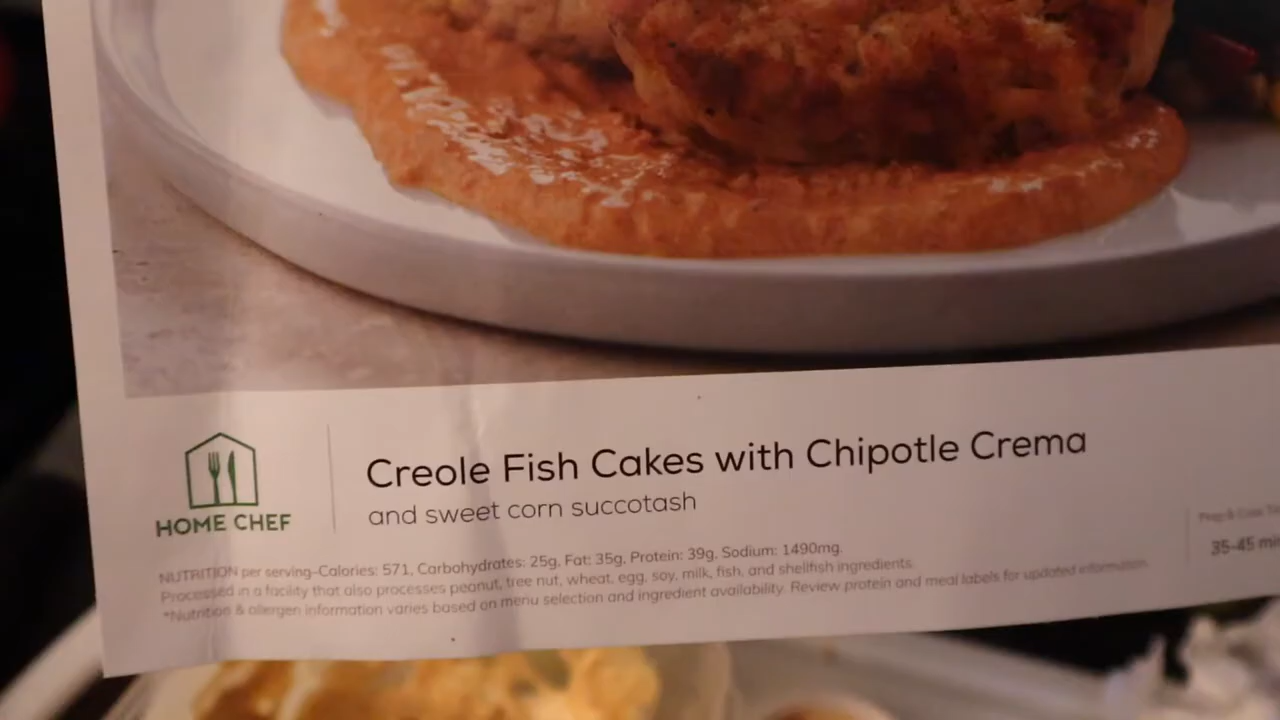 HOME CHEF
Creole Fish Cakes with Chipotle Crema
and sweet corn succotash
Prep & Cook
35-45 min
NUTRITION per serving–Calories: 571, Carbohydrates: 25g, Fat: 35g, Protein: 39g, Sodium: 1490mg.
Processed in a facility that also processes peanut, tree nut, wheat, egg, soy, milk, fish, and shellfish ingredients.
*Nutrition & allergen information varies based on menu selection and ingredient availability. Review protein and meal labels for updated information.